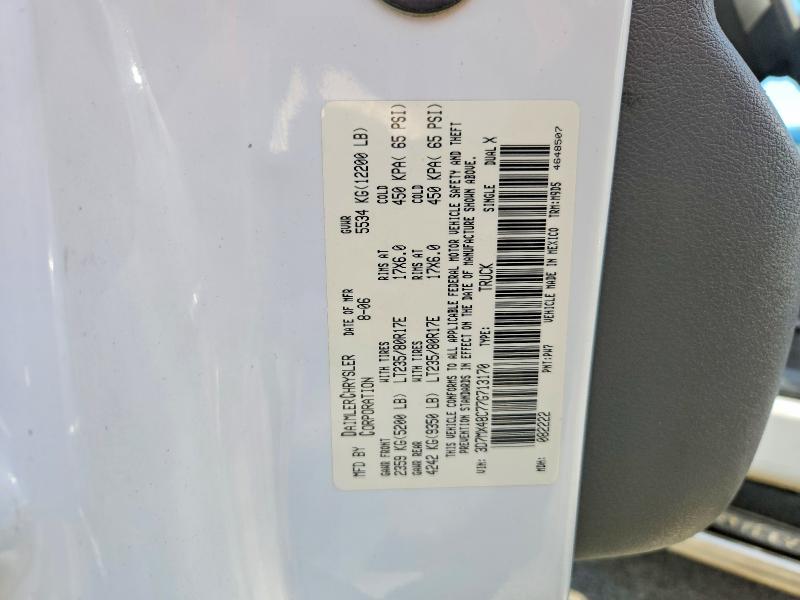 MFD BY DAIMLERCHRYSLER CORPORATION DATE OF MFR 8-06 GVWR 5534 KG(12200 LB)
GAWR FRONT WITH TIRES RIMS AT COLD
2359 KG(5200 LB) LT235/80R17E 17X6.0 450 KPA( 65 PSI)
GAWR REAR WITH TIRES RIMS AT COLD
4242 KG(9350 LB) LT235/80R17E 17X6.0 450 KPA( 65 PSI)
THIS VEHICLE CONFORMS TO ALL APPLICABLE FEDERAL MOTOR VEHICLE SAFETY AND THEFT
PREVENTION STANDARDS IN EFFECT ON THE DATE OF MANUFACTURE SHOWN ABOVE.
VIN: 3D7MX48C77G713170 TYPE: TRUCK SINGLE DUAL X
MDH: 082222 PNT:PW7 VEHICLE MADE IN MEXICO TRM:M9D5 4648507